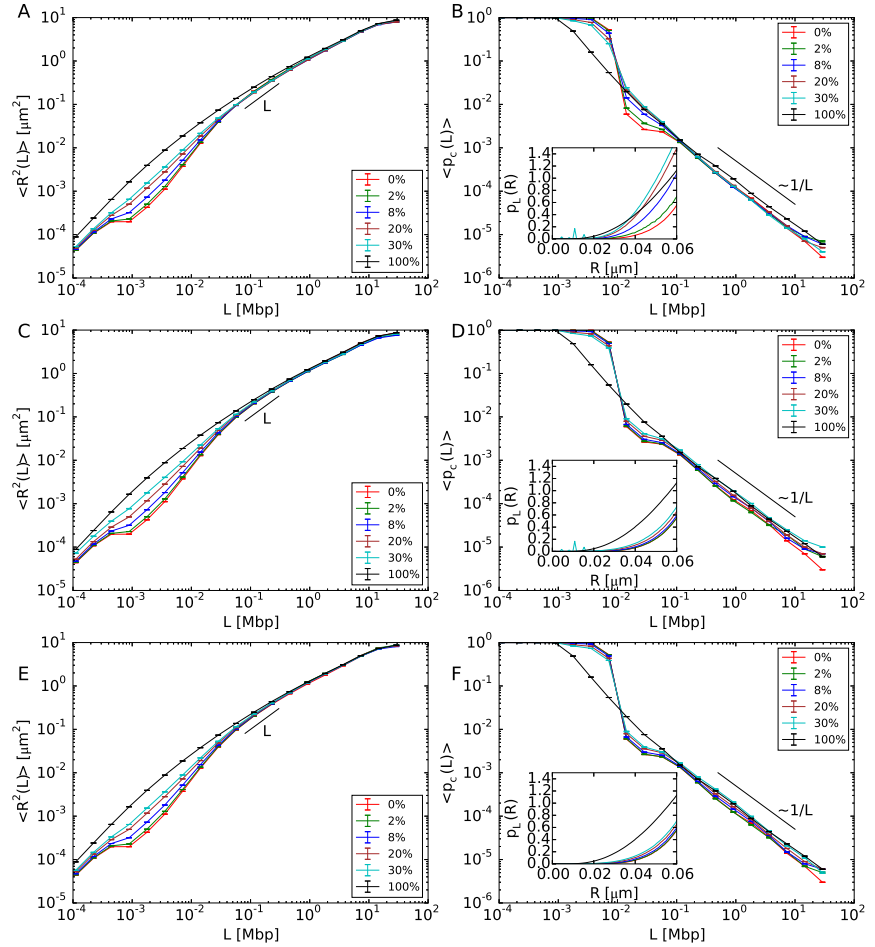 A
<R²(L)> [μm²]
10¹
10⁰
10⁻¹
10⁻²
10⁻³
10⁻⁴
10⁻⁵
L
0%
2%
8%
20%
30%
100%
10⁻⁴ 10⁻³ 10⁻² 10⁻¹ 10⁰ 10¹ 10²
L [Mbp]
B
<p_c(L)>
10⁰
10⁻¹
10⁻²
10⁻³
10⁻⁴
10⁻⁵
10⁻⁶
0%
2%
8%
20%
30%
100%
~1/L
p_L(R)
1.4
1.2
1.0
0.8
0.6
0.4
0.2
0.0
0.00 0.02 0.04 0.06
R [μm]
10⁻⁴ 10⁻³ 10⁻² 10⁻¹ 10⁰ 10¹ 10²
L [Mbp]
C
<R²(L)> [μm²]
10¹
10⁰
10⁻¹
10⁻²
10⁻³
10⁻⁴
10⁻⁵
L
0%
2%
8%
20%
30%
100%
10⁻⁴ 10⁻³ 10⁻² 10⁻¹ 10⁰ 10¹ 10²
L [Mbp]
D
<p_c(L)>
10⁰
10⁻¹
10⁻²
10⁻³
10⁻⁴
10⁻⁵
10⁻⁶
0%
2%
8%
20%
30%
100%
~1/L
p_L(R)
1.4
1.2
1.0
0.8
0.6
0.4
0.2
0.0
0.00 0.02 0.04 0.06
R [μm]
10⁻⁴ 10⁻³ 10⁻² 10⁻¹ 10⁰ 10¹ 10²
L [Mbp]
E
<R²(L)> [μm²]
10¹
10⁰
10⁻¹
10⁻²
10⁻³
10⁻⁴
10⁻⁵
L
0%
2%
8%
20%
30%
100%
10⁻⁴ 10⁻³ 10⁻² 10⁻¹ 10⁰ 10¹ 10²
L [Mbp]
F
<p_c(L)>
10⁰
10⁻¹
10⁻²
10⁻³
10⁻⁴
10⁻⁵
10⁻⁶
0%
2%
8%
20%
30%
100%
~1/L
p_L(R)
1.4
1.2
1.0
0.8
0.6
0.4
0.2
0.0
0.00 0.02 0.04 0.06
R [μm]
10⁻⁴ 10⁻³ 10⁻² 10⁻¹ 10⁰ 10¹ 10²
L [Mbp]